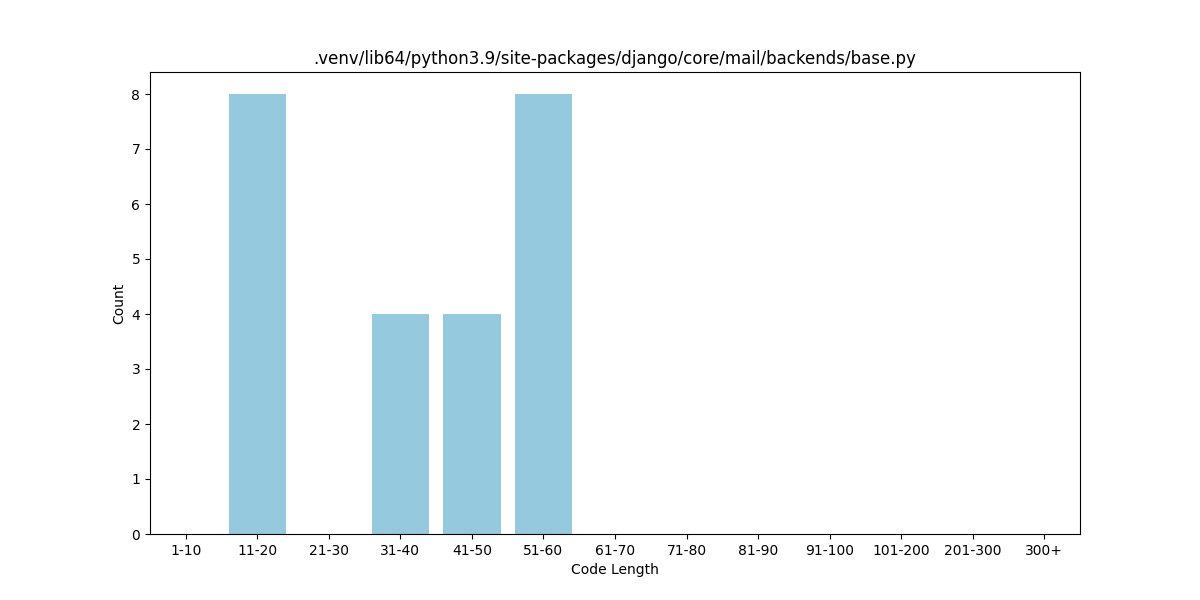 .venv/lib64/python3.9/site-packages/django/core/mail/backends/base.py
8
7
6
5
4
3
2
1
0
Count
1-10 11-20 21-30 31-40 41-50 51-60 61-70 71-80 81-90 91-100 101-200 201-300 300+
Code Length